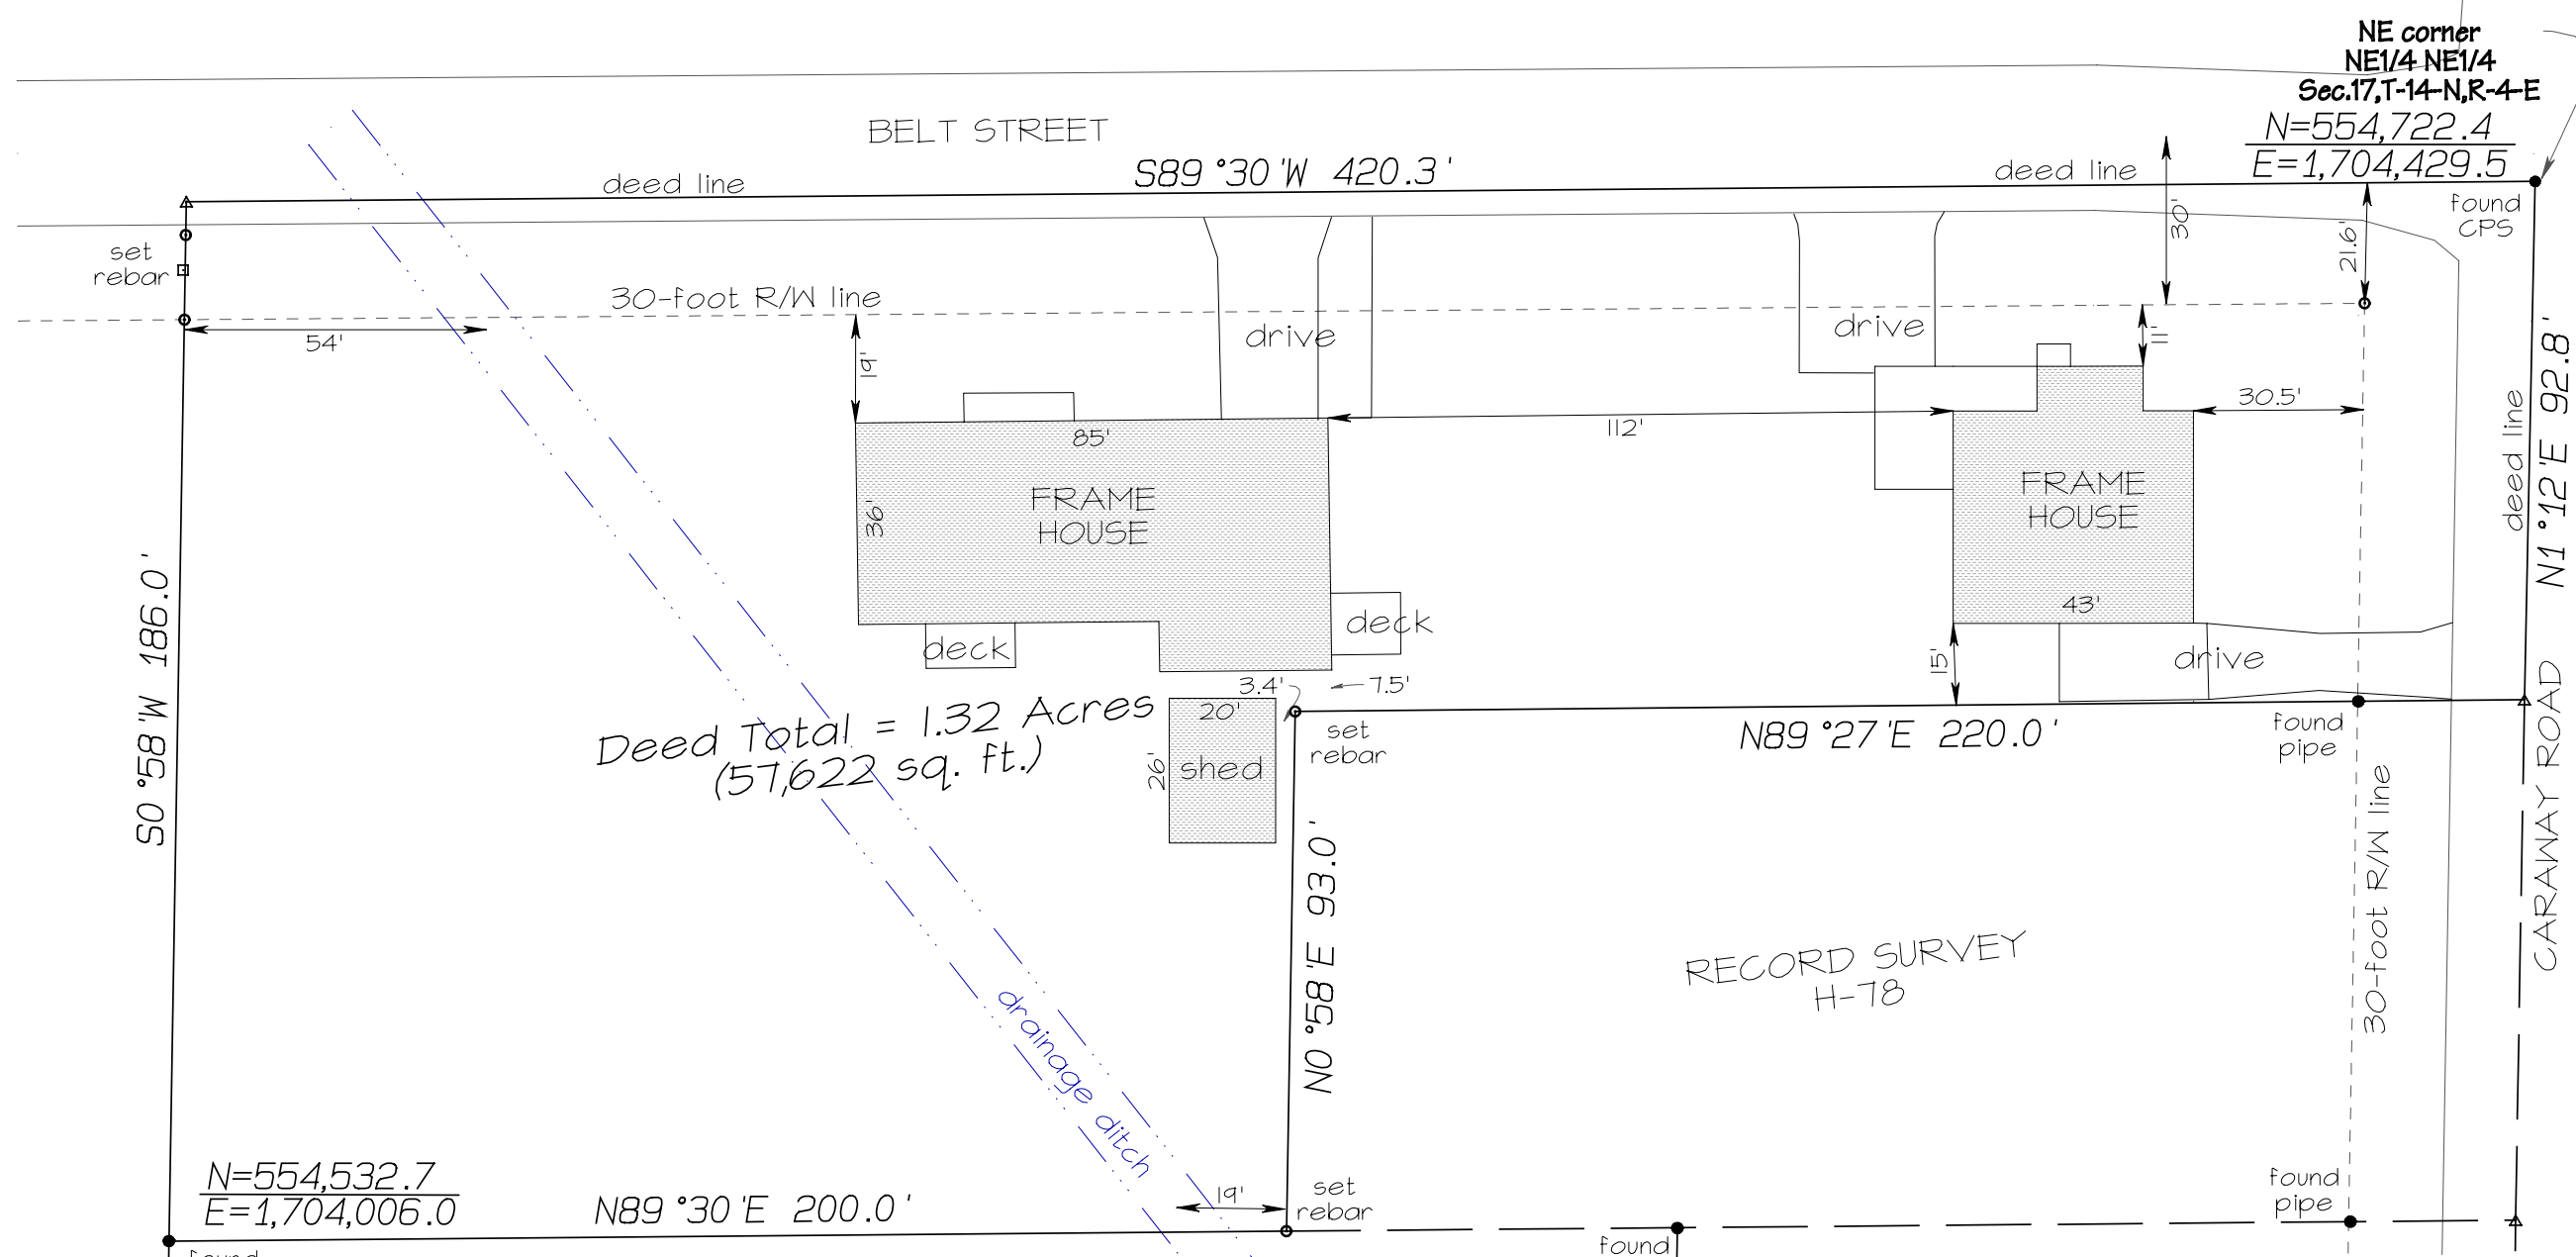 NE corner
NE1/4 NE1/4
Sec.17,T-14-N,R-4-E
N=554,722.4
E=1,704,429.5
BELT STREET
deed line
S89°30'W 420.3'
deed line
found
CPS
set
rebar
30'
21.6'
30-foot R/W line
54'
19'
drive
drive
11'
85'
112'
30.5'
36'
FRAME
HOUSE
FRAME
HOUSE
deed line
N1°12'E 92.8'
43'
deck
deck
drive
15'
S0°58'W 186.0'
3.4'
7.5'
Deed Total = 1.32 Acres
(57,622 sq. ft.)
20'
26'
shed
set
rebar
N89°27'E 220.0'
found
pipe
CARAWAY ROAD
30-foot R/W line
N0°58'E 93.0'
RECORD SURVEY
H-78
drainage ditch
N=554,532.7
E=1,704,006.0
N89°30'E 200.0'
19'
set
rebar
found
pipe
found